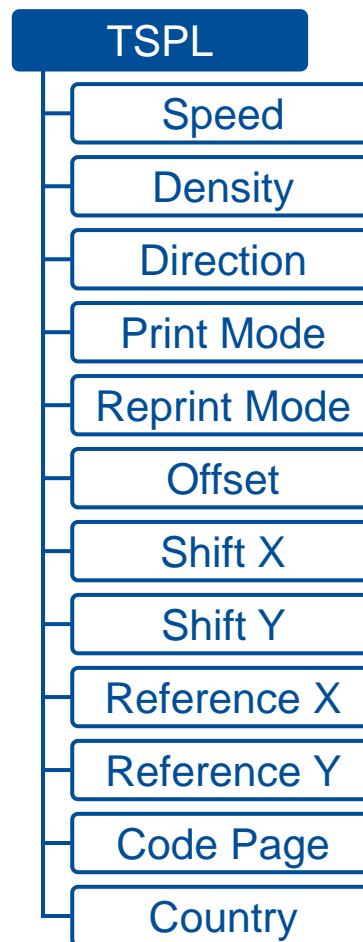 TSPL
Speed
Density
Direction
Print Mode
Reprint Mode
Offset
Shift X
Shift Y
Reference X
Reference Y
Code Page
Country